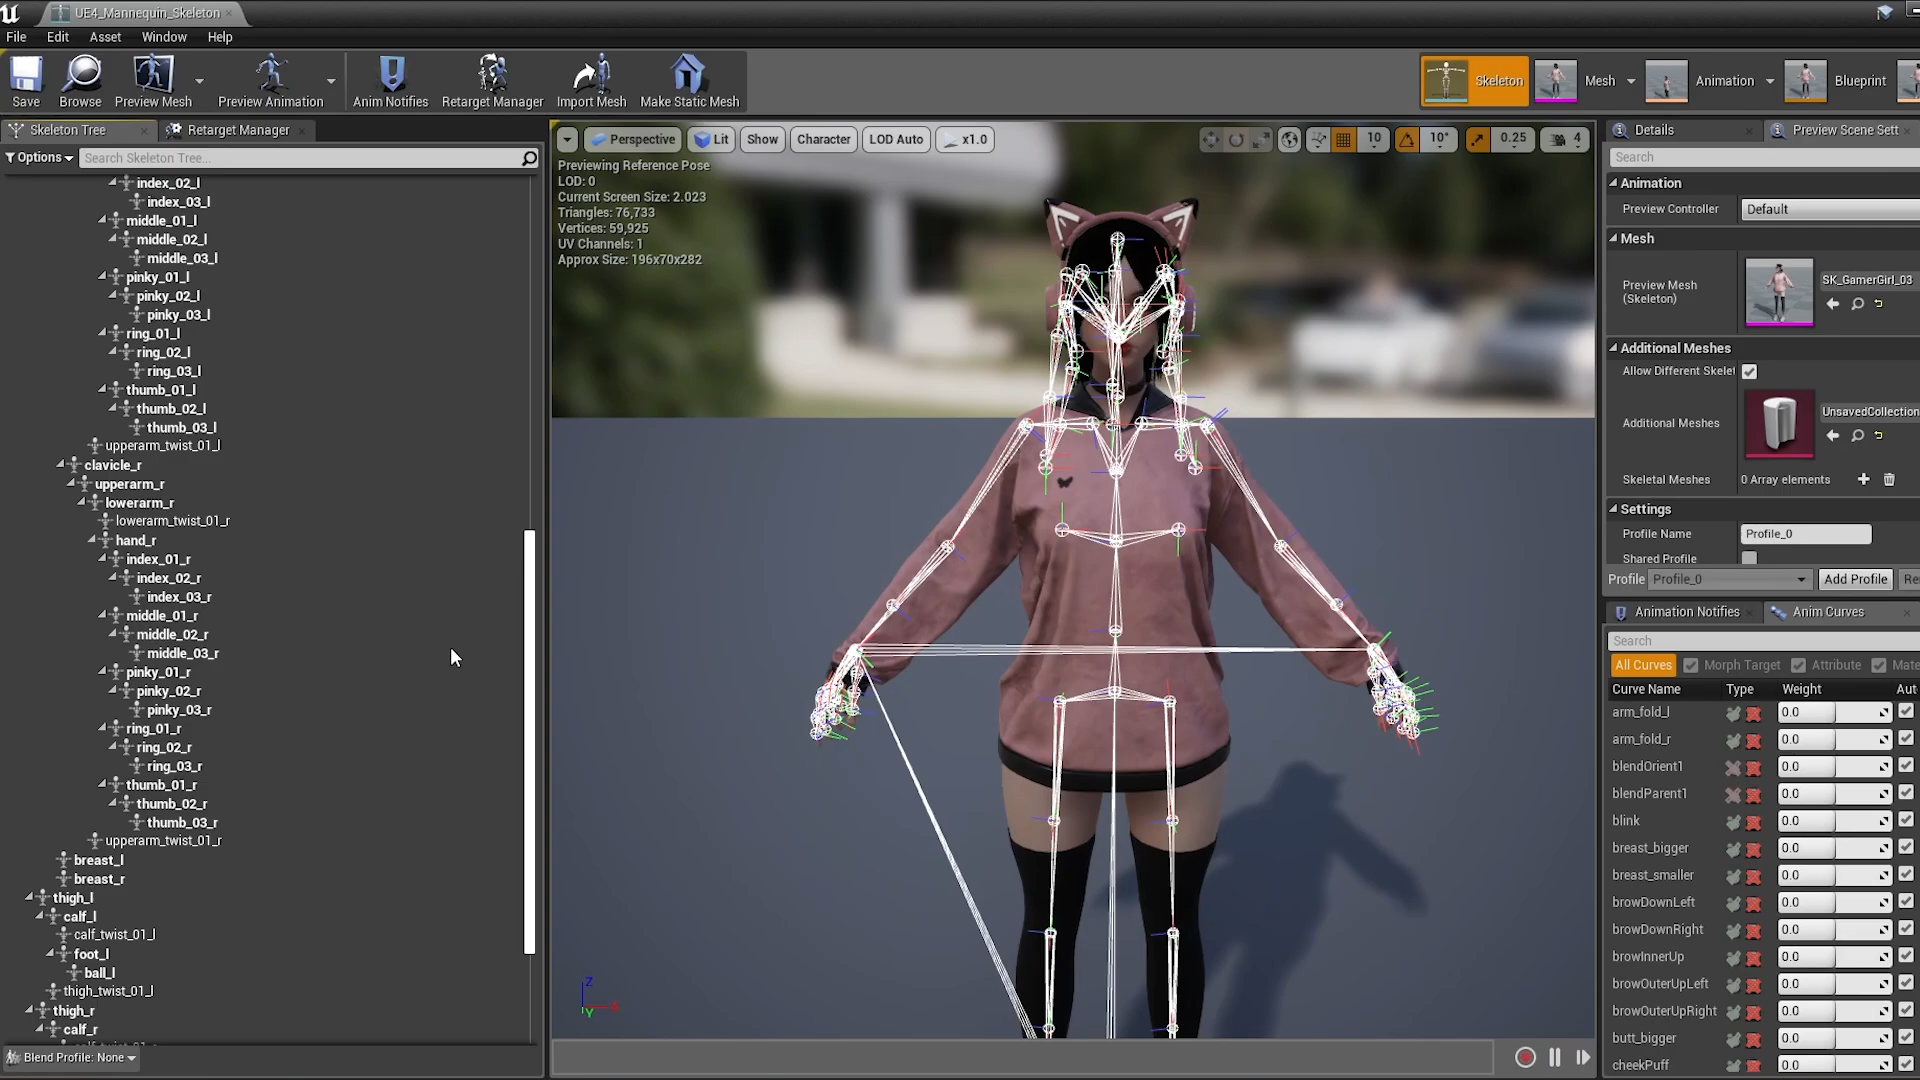 UE4_Mannequin_Skeleton
File Edit Asset Window Help
Save Browse Preview Mesh Preview Animation Anim Notifies Retarget Manager Import Mesh Make Static Mesh
Skeleton Mesh Animation Blueprint
Skeleton Tree Retarget Manager
Options Search Skeleton Tree...
index_02_l
index_03_l
middle_01_l
middle_02_l
middle_03_l
pinky_01_l
pinky_02_l
pinky_03_l
ring_01_l
ring_02_l
ring_03_l
thumb_01_l
thumb_02_l
thumb_03_l
upperarm_twist_01_l
clavicle_r
upperarm_r
lowerarm_r
lowerarm_twist_01_r
hand_r
index_01_r
index_02_r
index_03_r
middle_01_r
middle_02_r
middle_03_r
pinky_01_r
pinky_02_r
pinky_03_r
ring_01_r
ring_02_r
ring_03_r
thumb_01_r
thumb_02_r
thumb_03_r
upperarm_twist_01_r
breast_l
breast_r
thigh_l
calf_l
calf_twist_01_l
foot_l
ball_l
thigh_twist_01_l
thigh_r
calf_r
Blend Profile: None
Perspective Lit Show Character LOD Auto x1.0 10 10° 0.25 4
Previewing Reference Pose
LOD: 0
Current Screen Size: 2.023
Triangles: 76,733
Vertices: 59,925
UV Channels: 1
Approx Size: 196x70x282
Z
X
Y
Details Preview Scene Sett
Search
Animation
Preview Controller Default
Mesh
Preview Mesh
(Skeleton)
SK_GamerGirl_03
Additional Meshes
Allow Different Skelet
Additional Meshes UnsavedCollection
Skeletal Meshes 0 Array elements
Settings
Profile Name Profile_0
Shared Profile
Profile Profile_0 Add Profile Re
Animation Notifies Anim Curves
Search
All Curves Morph Target Attribute Mate
Curve Name Type Weight Aut
arm_fold_l 0.0
arm_fold_r 0.0
blendOrient1 0.0
blendParent1 0.0
blink 0.0
breast_bigger 0.0
breast_smaller 0.0
browDownLeft 0.0
browDownRight 0.0
browInnerUp 0.0
browOuterUpLeft 0.0
browOuterUpRight 0.0
butt_bigger 0.0
cheekPuff 0.0